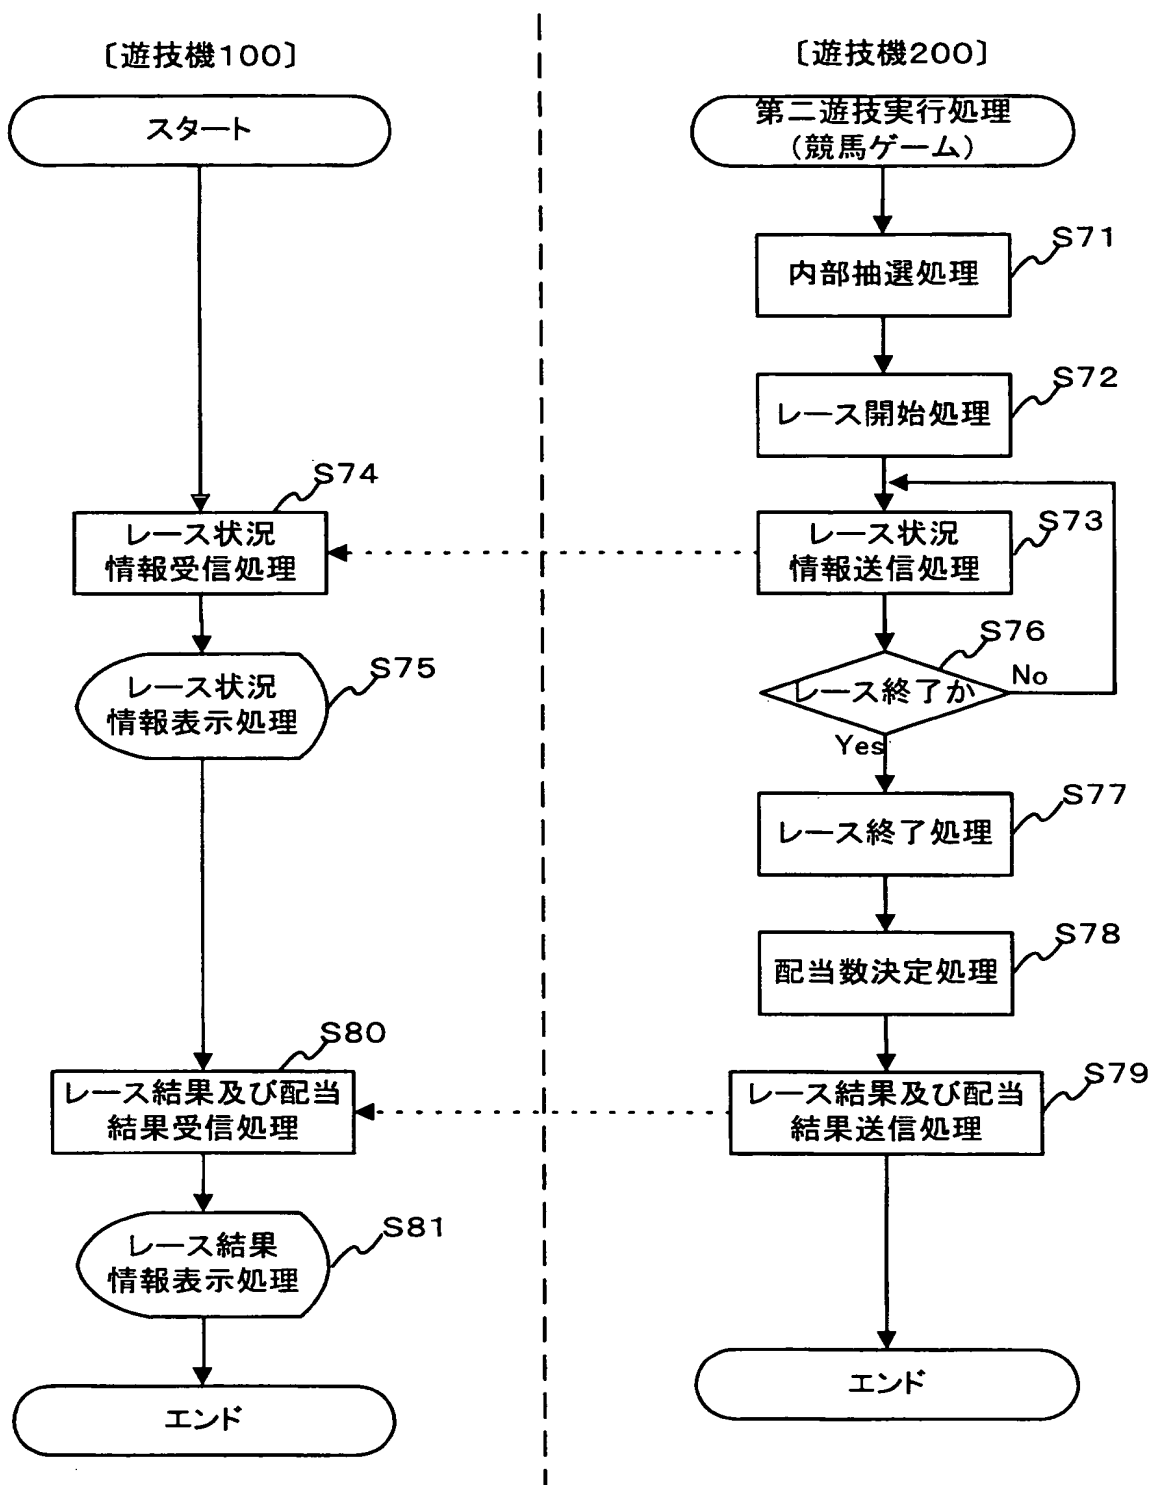 〔遊技機100〕
スタート
S74
レース状況
情報受信処理
S75
レース状況
情報表示処理
S80
レース結果及び配当
結果受信処理
S81
レース結果
情報表示処理
エンド
〔遊技機200〕
第二遊技実行処理
(競馬ゲーム)
S71
内部抽選処理
S72
レース開始処理
S73
レース状況
情報送信処理
S76
レース終了か
No
Yes
S77
レース終了処理
S78
配当数決定処理
S79
レース結果及び配当
結果送信処理
エンド